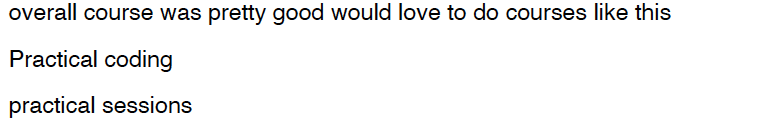 overall course was pretty good would love to do courses like this
Practical coding
practical sessions